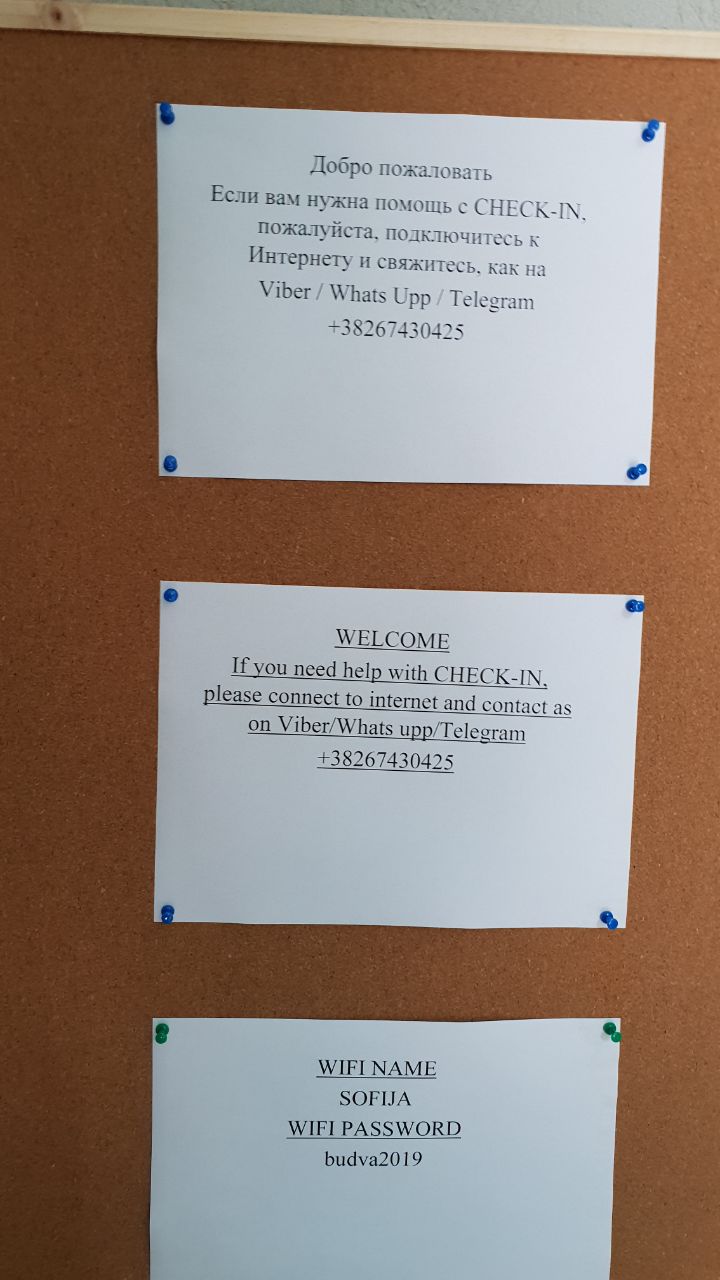 Добро пожаловать
Если вам нужна помощь с CHECK-IN,
пожалуйста, подключитесь к
Интернету и свяжитесь, как на
Viber / Whats Upp / Telegram
+38267430425
WELCOME
If you need help with CHECK-IN,
please connect to internet and contact as
on Viber/Whats upp/Telegram
+38267430425
WIFI NAME
SOFIJA
WIFI PASSWORD
budva2019